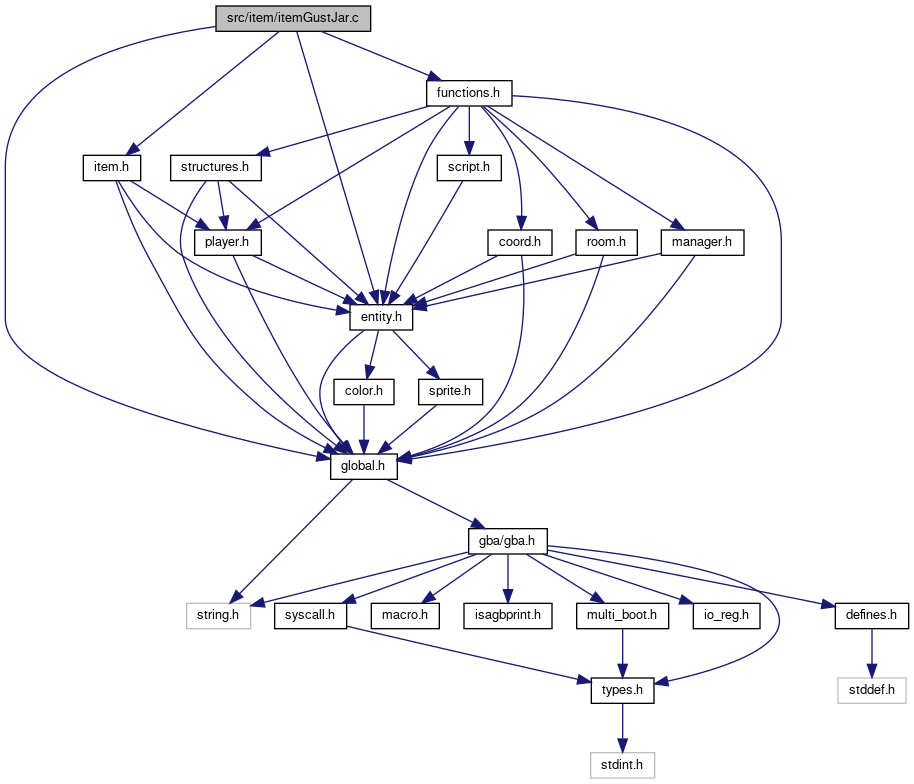 src/item/itemGustJar.c
functions.h
item.h
structures.h
script.h
player.h
coord.h
room.h
manager.h
entity.h
color.h
sprite.h
global.h
gba/gba.h
string.h
syscall.h
macro.h
isagbprint.h
multi_boot.h
io_reg.h
defines.h
types.h
stddef.h
stdint.h